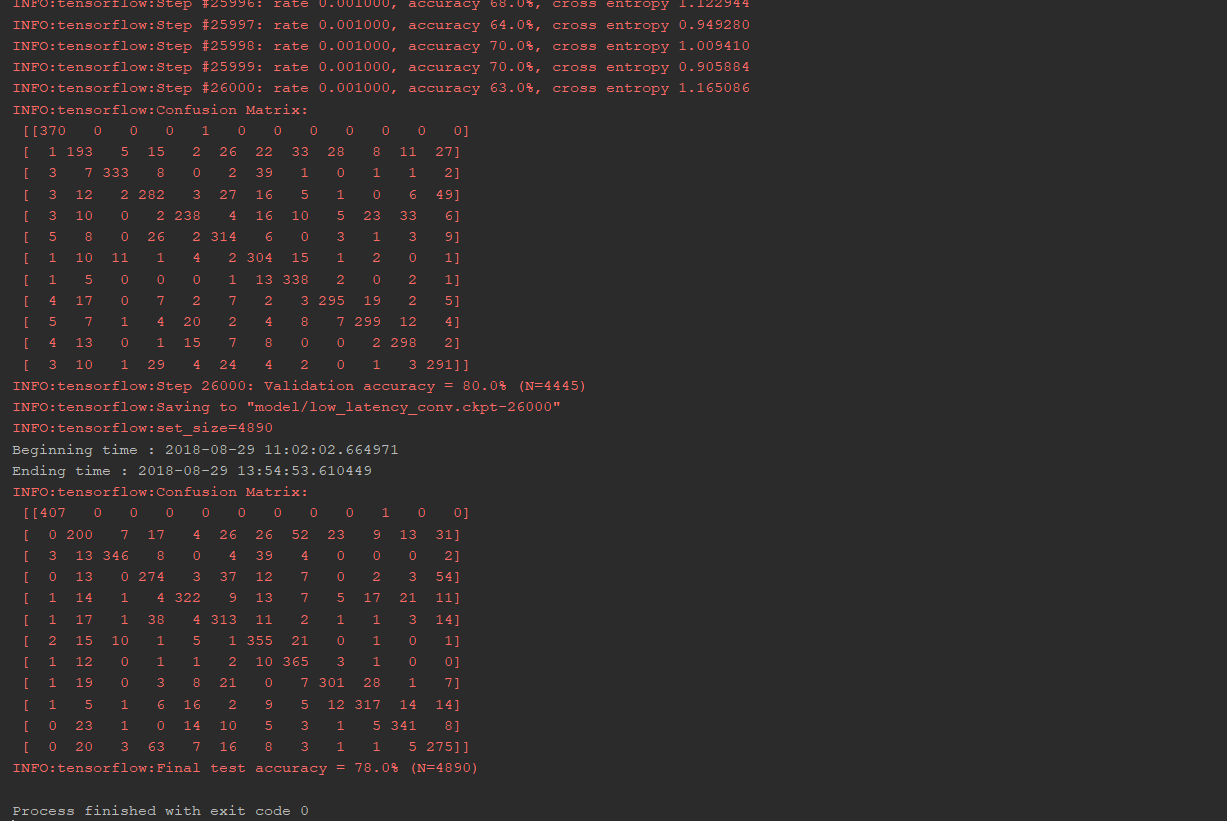 INFO:tensorflow:Step #25996: rate 0.001000, accuracy 68.0%, cross entropy 1.122944
INFO:tensorflow:Step #25997: rate 0.001000, accuracy 64.0%, cross entropy 0.949280
INFO:tensorflow:Step #25998: rate 0.001000, accuracy 70.0%, cross entropy 1.009410
INFO:tensorflow:Step #25999: rate 0.001000, accuracy 70.0%, cross entropy 0.905884
INFO:tensorflow:Step #26000: rate 0.001000, accuracy 63.0%, cross entropy 1.165086
INFO:tensorflow:Confusion Matrix:
[[370 0 0 0 1 0 0 0 0 0 0 0]
[ 1 193 5 15 2 26 22 33 28 8 11 27]
[ 3 7 333 8 0 2 39 1 0 1 1 2]
[ 3 12 2 282 3 27 16 5 1 0 6 49]
[ 3 10 0 2 238 4 16 10 5 23 33 6]
[ 5 8 0 26 2 314 6 0 3 1 3 9]
[ 1 10 11 1 4 2 304 15 1 2 0 1]
[ 1 5 0 0 0 1 13 338 2 0 2 1]
[ 4 17 0 7 2 7 2 3 295 19 2 5]
[ 5 7 1 4 20 2 4 8 7 299 12 4]
[ 4 13 0 1 15 7 8 0 0 2 298 2]
[ 3 10 1 29 4 24 4 2 0 1 3 291]]
INFO:tensorflow:Step 26000: Validation accuracy = 80.0% (N=4445)
INFO:tensorflow:Saving to "model/low_latency_conv.ckpt-26000"
INFO:tensorflow:set_size=4890
Beginning time : 2018-08-29 11:02:02.664971
Ending time : 2018-08-29 13:54:53.610449
INFO:tensorflow:Confusion Matrix:
[[407 0 0 0 0 0 0 0 0 1 0 0]
[ 0 200 7 17 4 26 26 52 23 9 13 31]
[ 3 13 346 8 0 4 39 4 0 0 0 2]
[ 0 13 0 274 3 37 12 7 0 2 3 54]
[ 1 14 1 4 322 9 13 7 5 17 21 11]
[ 1 17 1 38 4 313 11 2 1 1 3 14]
[ 2 15 10 1 5 1 355 21 0 1 0 1]
[ 1 12 0 1 1 2 10 365 3 1 0 0]
[ 1 19 0 3 8 21 0 7 301 28 1 7]
[ 1 5 1 6 16 2 9 5 12 317 14 14]
[ 0 23 1 0 14 10 5 3 1 5 341 8]
[ 0 20 3 63 7 16 8 3 1 1 5 275]]
INFO:tensorflow:Final test accuracy = 78.0% (N=4890)
Process finished with exit code 0